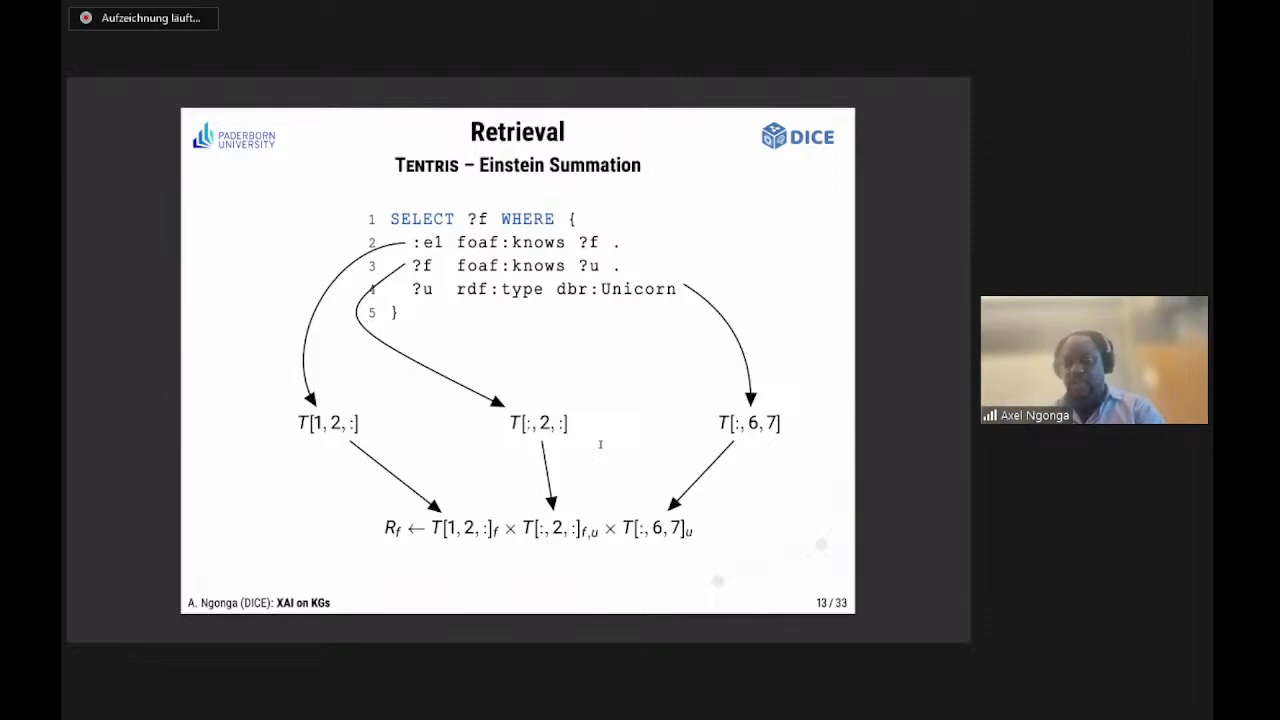 Aufzeichnung läuft...
PADERBORN
UNIVERSITY
Retrieval
DICE
TENTRIS – Einstein Summation
1 SELECT ?f WHERE {
2 :e1 foaf:knows ?f .
3 ?f foaf:knows ?u .
4 ?u rdf:type dbr:Unicorn
5 }
T[1, 2, :] T[:, 2, :] T[:, 6, 7]
R_f ← T[1, 2, :]_f × T[:, 2, :]_{f,u} × T[:, 6, 7]_u
A. Ngonga (DICE): XAI on KGs
13 / 33
Axel Ngonga